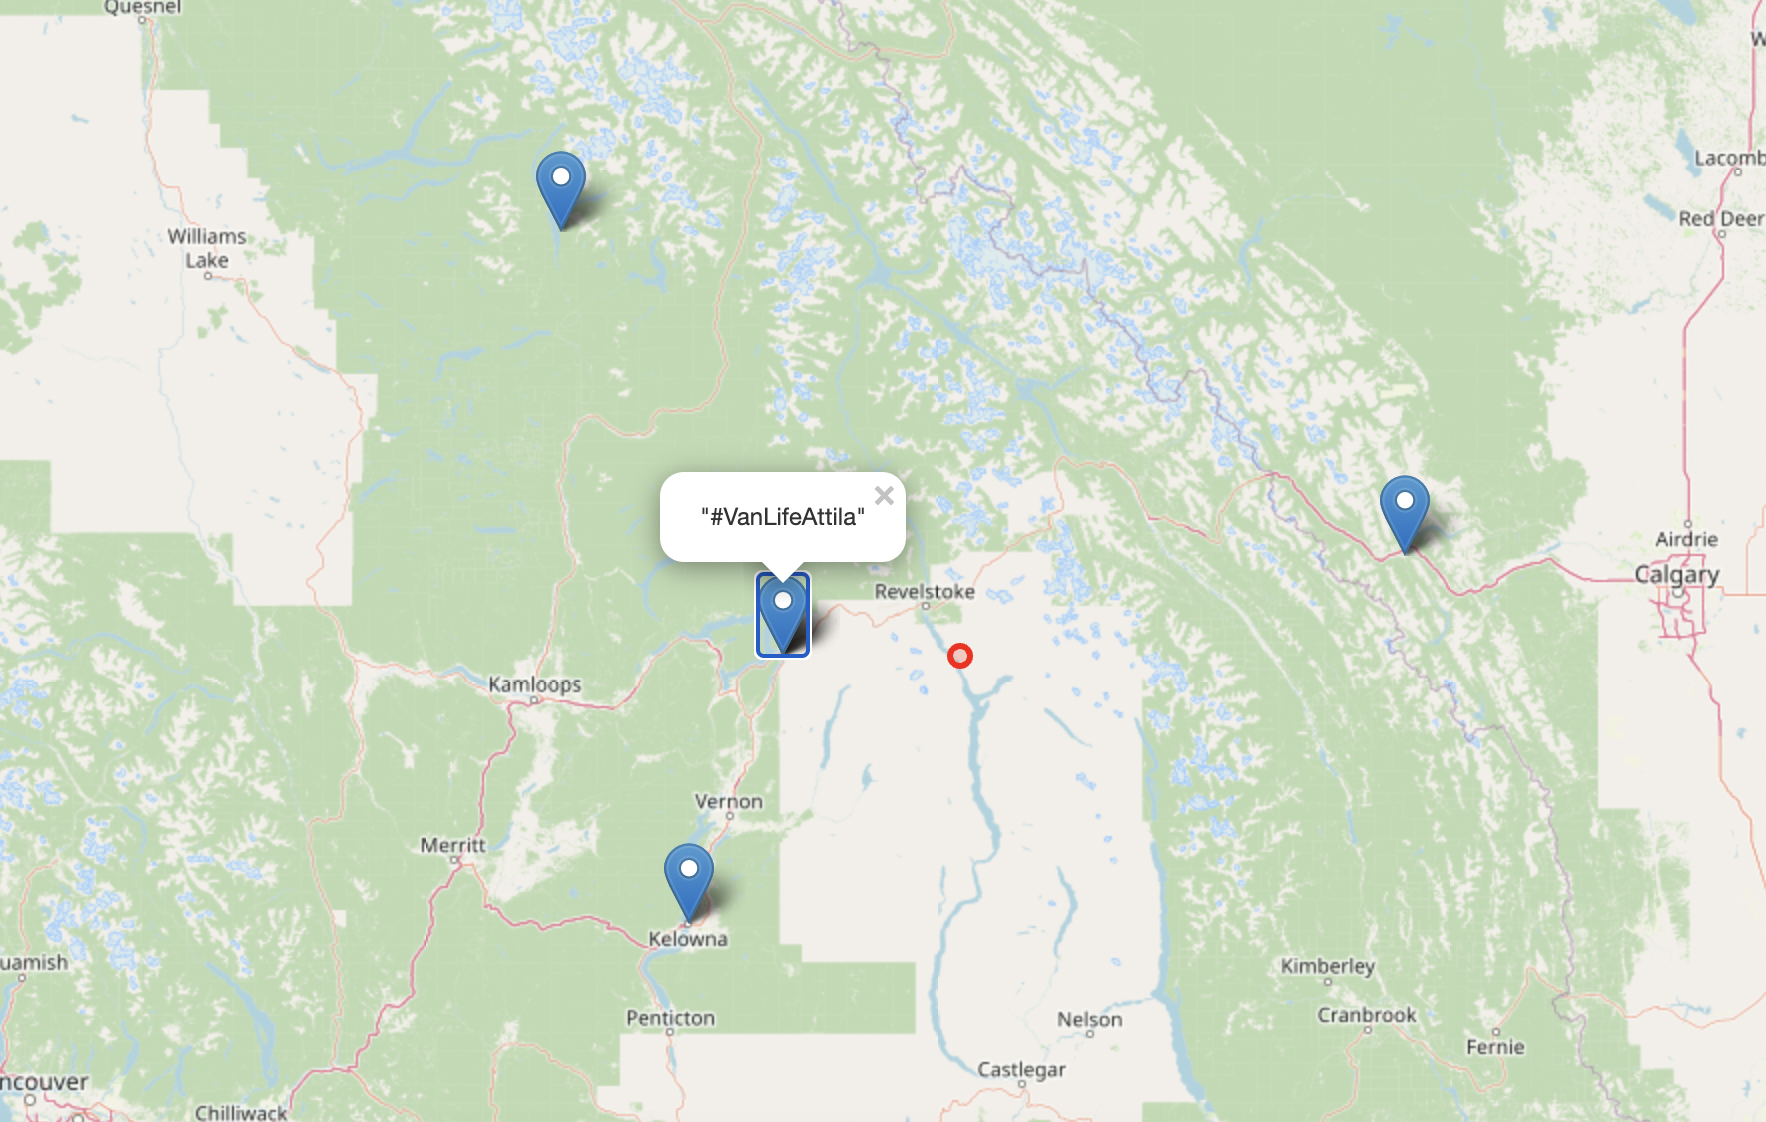 Quesnel
W
Lacomb
Red Deer
Williams
Lake
"#VanLifeAttila"
×
Airdrie
Calgary
Revelstoke
Kamloops
Vernon
Merritt
Kelowna
uamish
Kimberley
Penticton
Nelson
Cranbrook
Fernie
Castlegar
ncouver
Chilliwack